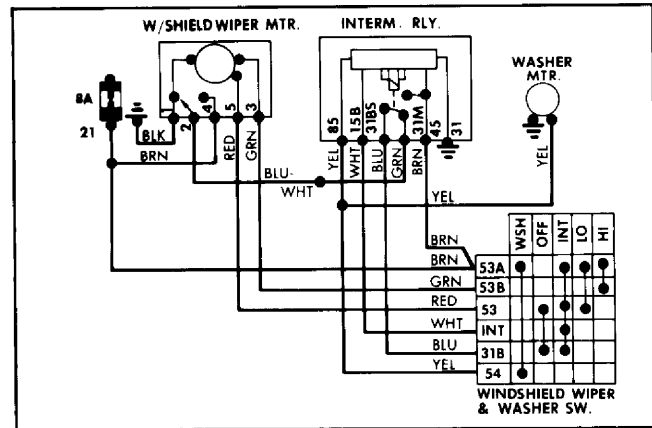 W/SHIELD WIPER MTR.
INTERM. RLY.
WASHER
MTR.
8A
21
1
2
4
5
3
BLK
BRN
RED
GRN
85
15B
31BS
31M
45
31
YEL
WHT
BLU
GRN
BRN
YEL
BLU-
WHT
YEL
WSH
OFF
INT
LO
HI
BRN
BRN
53A
GRN
53B
RED
53
WHT
INT
BLU
31B
YEL
54
WINDSHIELD WIPER
& WASHER SW.